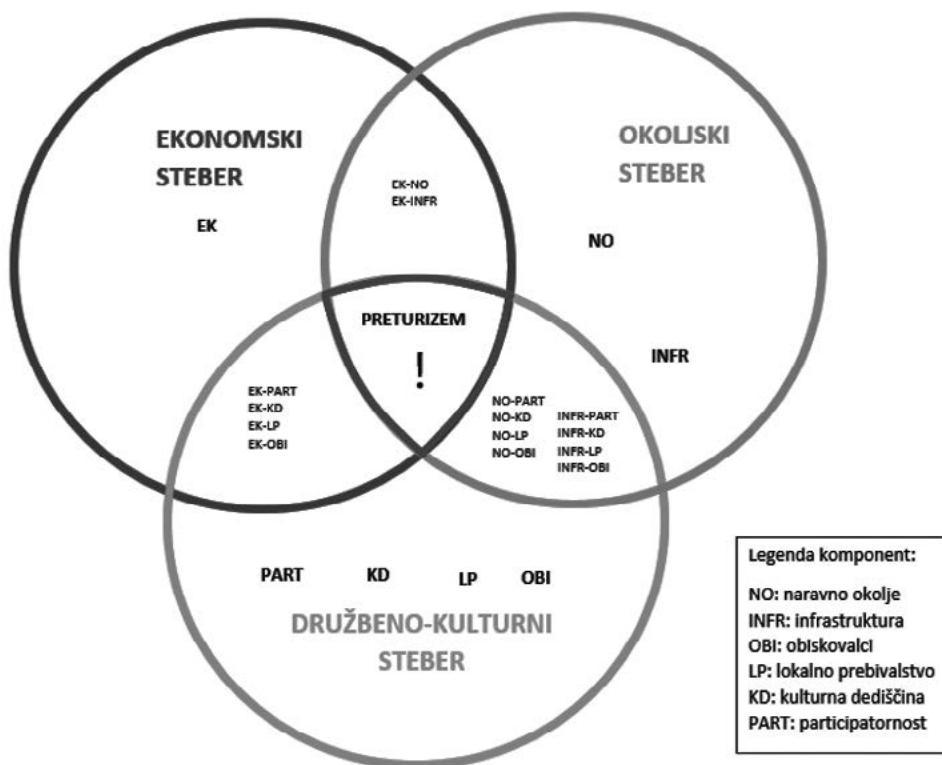 EKONOMSKI
STEBER
EK
OKOLJSKI
STEBER
NO
INFR
EK-NO
EK-INFR
PRETURIZEM
!
EK-PART
EK-KD
EK-LP
EK-OBI
NO-PART
NO-KD
NO-LP
NO-OBI
INFR-PART
INFR-KD
INFR-LP
INFR-OBI
PART KD LP OBI
DRUŽBENO-KULTURNI
STEBER
Legenda komponent:
NO: naravno okolje
INFR: infrastruktura
OBI: obiskovalci
LP: lokalno prebivalstvo
KD: kulturna dediščina
PART: participatornost